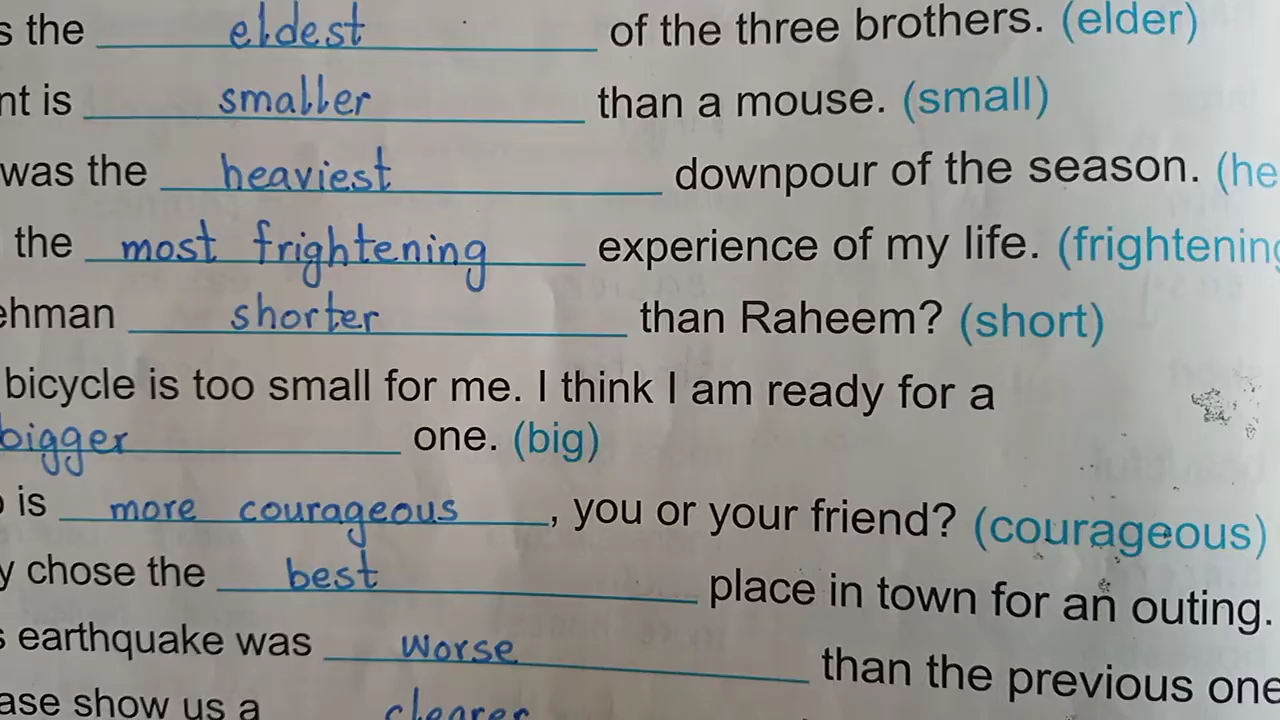 the eldest of the three brothers. (elder)
is smaller than a mouse. (small)
was the heaviest downpour of the season. (he
the most frightening experience of my life. (frightening
ehman shorter than Raheem? (short)
bicycle is too small for me. I think I am ready for a
bigger one. (big)
is more courageous, you or your friend? (courageous)
y chose the best place in town for an outing.
s earthquake was worse than the previous one
ase show us a clearer